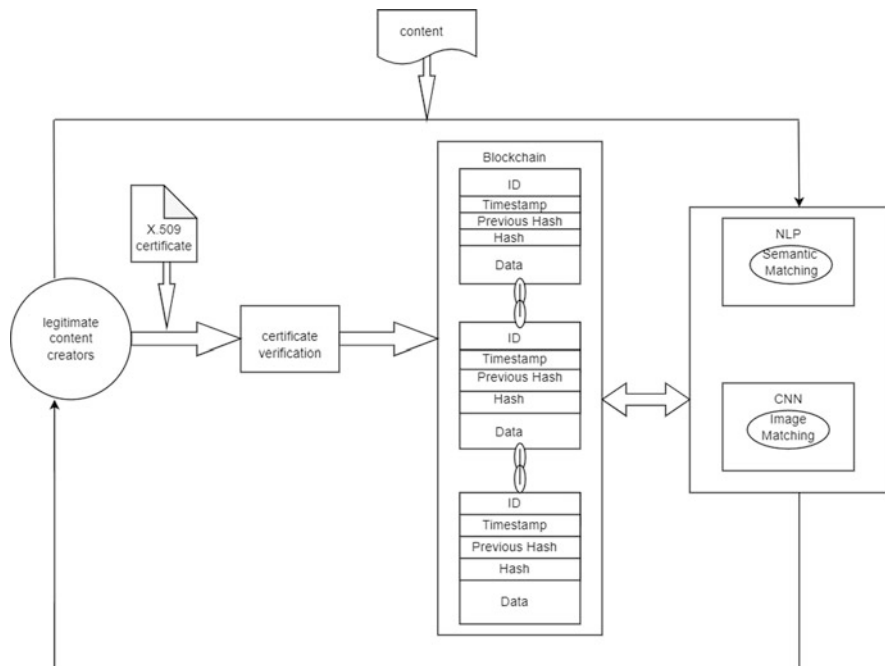 content
Blockchain
ID
Timestamp
Previous Hash
Hash
Data
X.509
certificate
NLP
Semantic
Matching
legitimate
content
creators
certificate
verification
ID
Timestamp
Previous Hash
Hash
Data
CNN
Image
Matching
ID
Timestamp
Previous Hash
Hash
Data